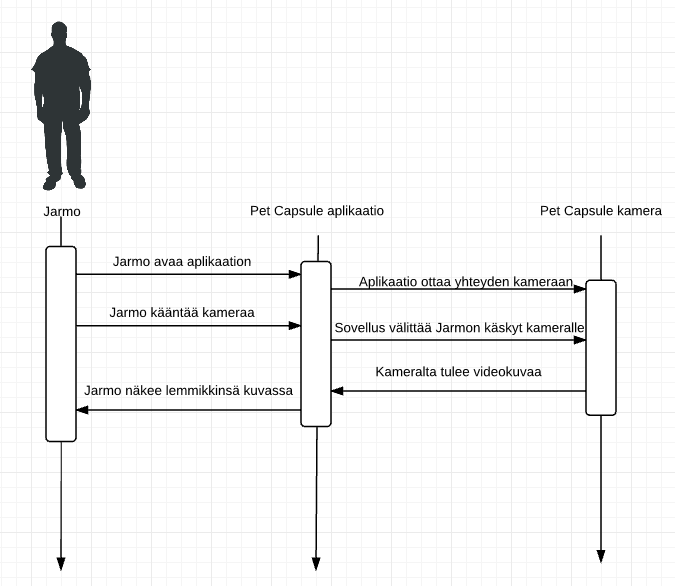 Jarmo
Pet Capsule aplikaatio
Pet Capsule kamera
Jarmo avaa aplikaation
Aplikaatio ottaa yhteyden kameraan
Jarmo kääntää kameraa
Sovellus välittää Jarmon käskyt kameralle
Kameralta tulee videokuvaa
Jarmo näkee lemmikkinsä kuvassa